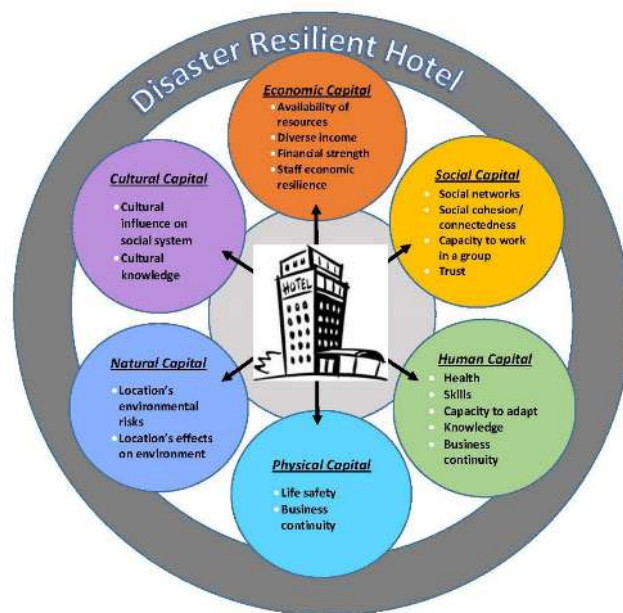 Disaster Resilient Hotel
Economic Capital
Availability of
resources
Diverse income
Financial strength
Staff economic
resilience
Cultural Capital
Cultural
influence on
social system
Cultural
knowledge
Social Capital
Social networks
Social cohesion/
connectedness
Capacity to work
in a group
Trust
HOTEL
Natural Capital
Location's
environmental
risks
Location's effects
on environment
Human Capital
Health
Skills
Capacity to adapt
Knowledge
Business
continuity
Physical Capital
Life safety
Business
continuity